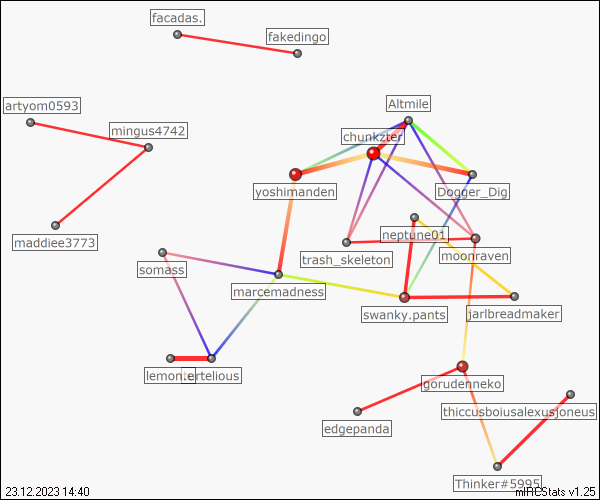 facadas.
fakedingo
artyom0593
Altmile
mingus4742
chunkzter
yoshimanden
Dogger_Dig
maddiee3773
neptune01
trash_skeleton
moonraven
somass
marcemadness
swanky.pants
jarlbreadmaker
lemon
ertelious
gorudenneko
edgepanda
thiccusboiusalexusjoneus
Thinker#5995
23.12.2023 14:40
mIRCStats v1.25